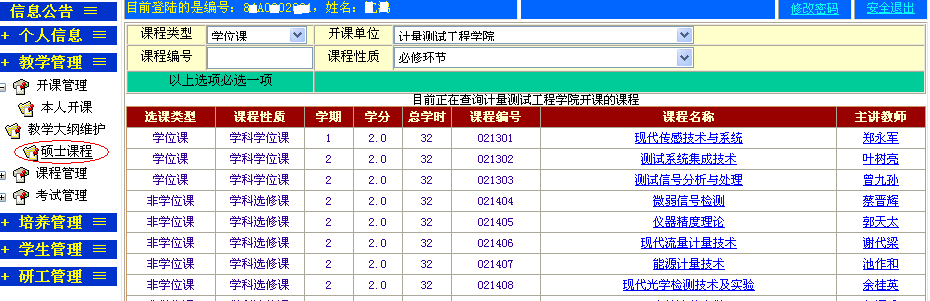 信息公告
+ 个人信息
+ 教学管理
开课管理
本人开课
教学大纲维护
硕士课程
课程管理
考试管理
+ 培养管理
+ 学生管理
+ 研工管理
目前登陆的是编号：8 A0002001，姓名：
修改密码 安全退出
课程类型 学位课 开课单位 计量测试工程学院
课程编号 课程性质 必修环节
以上选项必选一项
目前正在查询计量测试工程学院开课的课程
选课类型 课程性质 学期 学分 总学时 课程编号 课程名称 主讲教师
学位课 学科学位课 1 2.0 32 021301 现代传感技术与系统 郑永军
学位课 学科学位课 2 2.0 32 021302 测试系统集成技术 叶树亮
学位课 学科学位课 2 2.0 32 021303 测试信号分析与处理 曾九孙
非学位课 学科选修课 2 2.0 32 021404 微弱信号检测 蔡晋辉
非学位课 学科选修课 2 2.0 32 021405 仪器精度理论 郭天太
非学位课 学科选修课 2 2.0 32 021406 现代流量计量技术 谢代梁
非学位课 学科选修课 2 2.0 32 021407 能源计量技术 池作和
非学位课 学科选修课 2 2.0 32 021408 现代光学检测技术及实验 余桂英